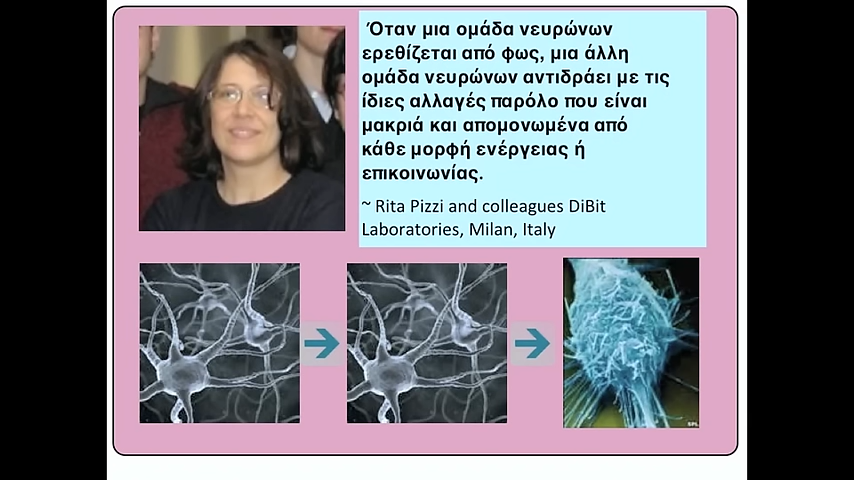 Όταν μια ομάδα νευρώνων
ερεθίζεται από φως, μια άλλη
ομάδα νευρώνων αντιδράει με τις
ίδιες αλλαγές παρόλο που είναι
μακριά και απομονωμένα από
κάθε μορφή ενέργειας ή
επικοινωνίας.
~ Rita Pizzi and colleagues DiBit
Laboratories, Milan, Italy
SPL